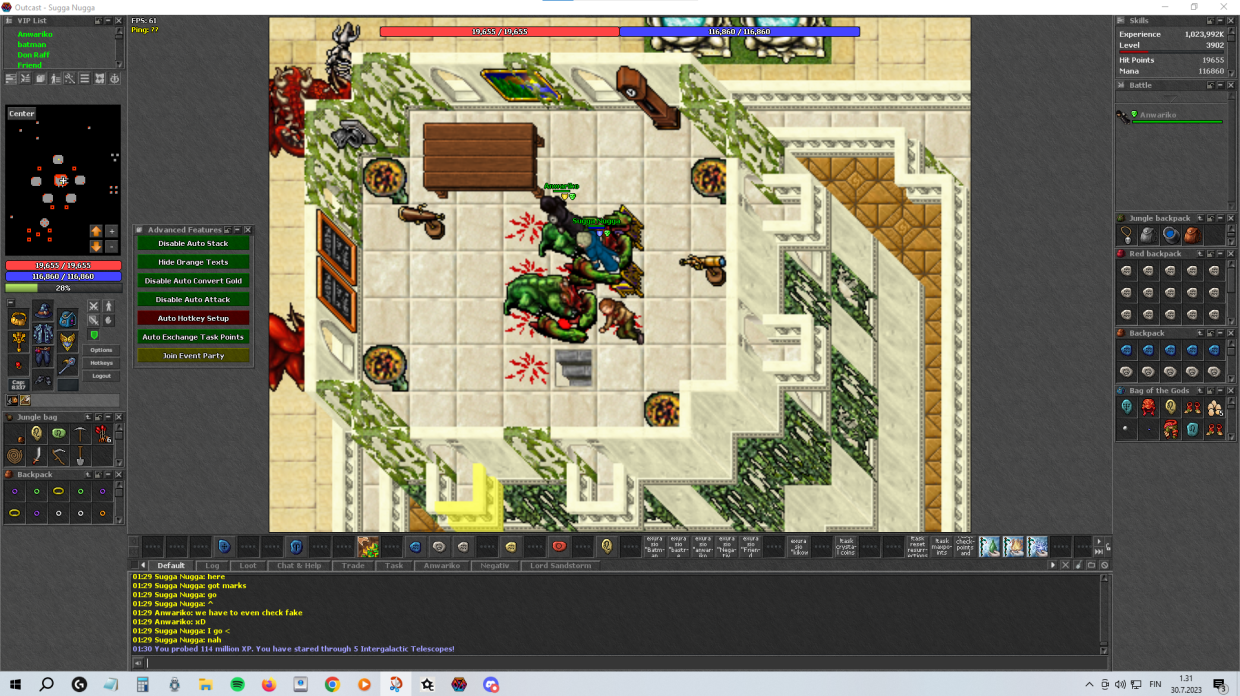 Outcast - Sugga Nugga
VIP List
Anwariko
batman
Don Raff
Friend
Center
19,655 / 19,655
116,860 / 116,860
28%
Options
Hotkeys
Logout
Cap:
Jungle bag
6
Backpack
FPS: 61
Ping: ??
19,655 / 19,655
116,860 / 116,860
Advanced Features
Disable Auto Stack
Hide Orange Texts
Disable Auto Convert Gold
Disable Auto Attack
Auto Hotkey Setup
Auto Exchange Task Points
Join Event Party
Anwariko
Sugga Nugga
Skills
Experience 1,023,992K
Level 3902
Hit Points 19655
Mana 116860
Battle
Anwariko
Jungle backpack
Red backpack
Backpack
Bag of the Gods
Default
Log
Loot
Chat & Help
Trade
Task
Anwariko
Negativ
Lord Sandstorm
01:29 Sugga Nugga: here
01:29 Sugga Nugga: got marks
01:29 Sugga Nugga: go
01:29 Sugga Nugga: ^
01:29 Anwariko: we have to even check fake
01:29 Anwariko: xD
01:29 Sugga Nugga: I go <
01:29 Sugga Nugga: nah
01:30 You probed 114 million XP. You have stared through 5 Intergalactic Telescopes!
FIN
1.31
30.7.2023
3